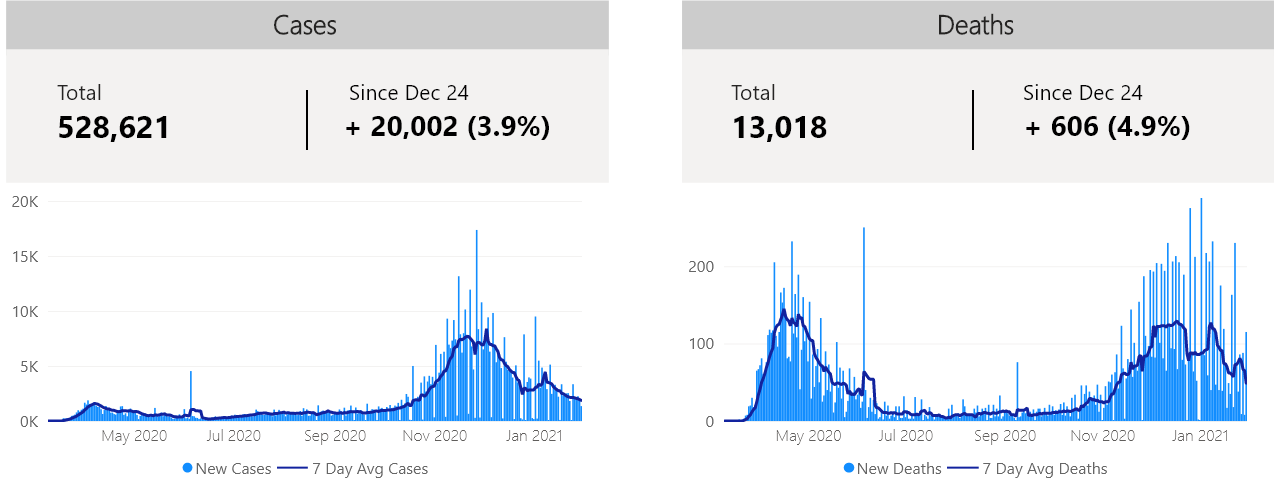 Cases
Total
Since Dec 24
528,621
+ 20,002 (3.9%)
20K
15K
10K
5K
0K
May 2020
Jul 2020
Sep 2020
Nov 2020
Jan 2021
New Cases
7 Day Avg Cases
Deaths
Total
Since Dec 24
13,018
+ 606 (4.9%)
200
100
0
May 2020
Jul 2020
Sep 2020
Nov 2020
Jan 2021
New Deaths
7 Day Avg Deaths